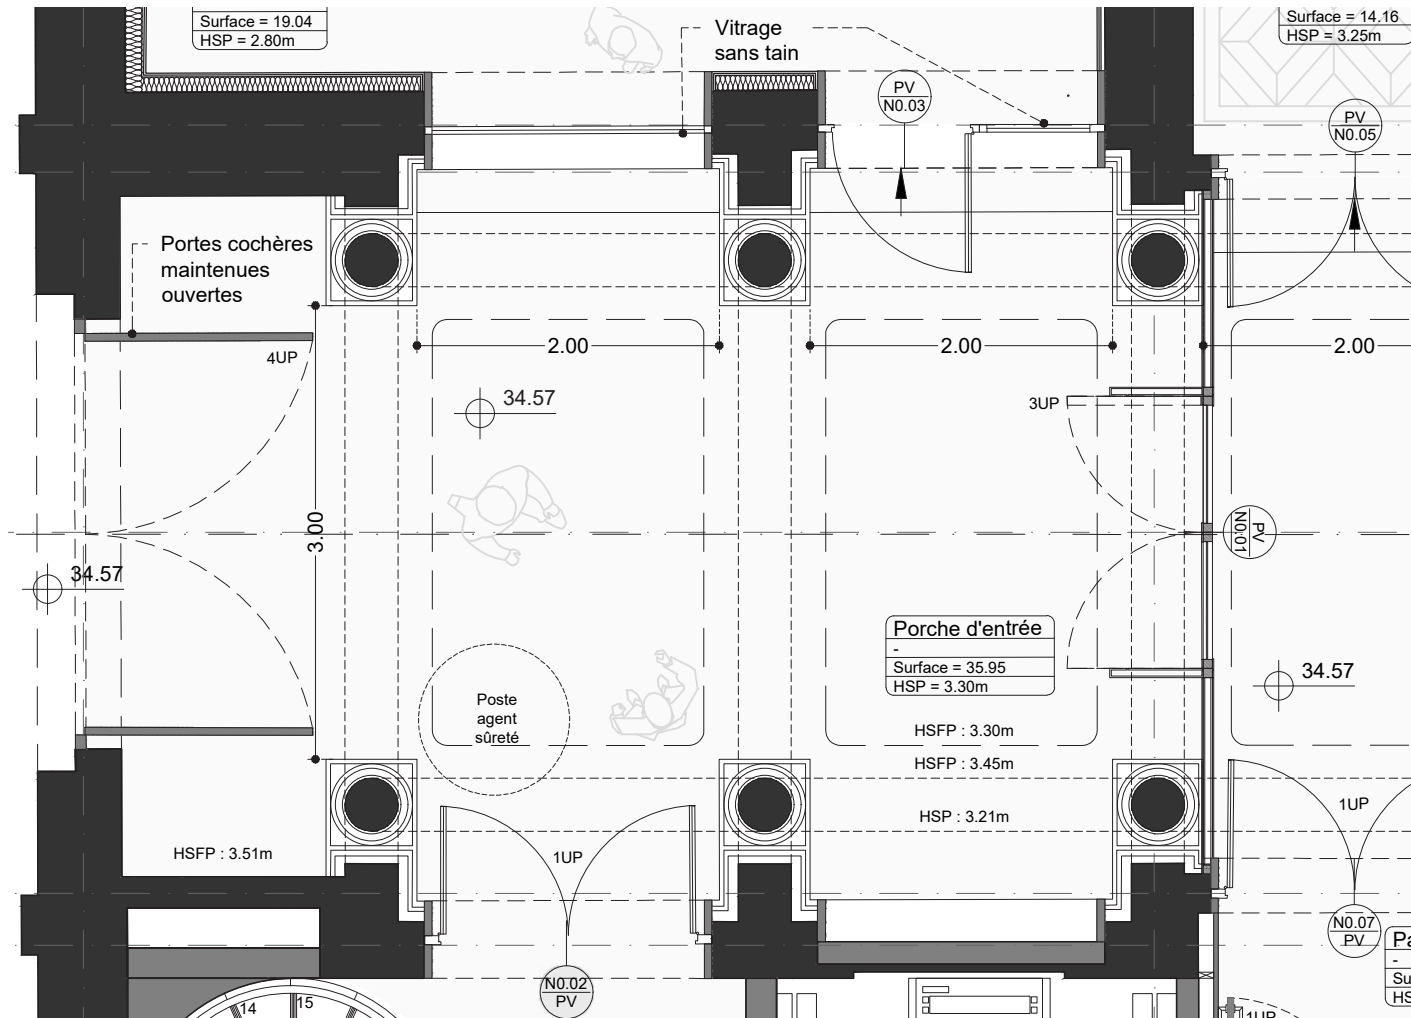 Surface = 19.04
HSP = 2.80m
Vitrage
sans tain
Surface = 14.16
HSP = 3.25m
PV
N0.03
PV
N0.05
Portes cochères
maintenues
ouvertes
4UP
2.00
2.00
2.00
34.57
3UP
3.00
PV
N0.01
34.57
Porche d'entrée
-
Surface = 35.95
HSP = 3.30m
34.57
Poste
agent
sûreté
HSFP : 3.30m
HSFP : 3.45m
HSP : 3.21m
1UP
HSFP : 3.51m
1UP
N0.07
PV
Pa
-
Su
HS
N0.02
PV
14
15
1UP